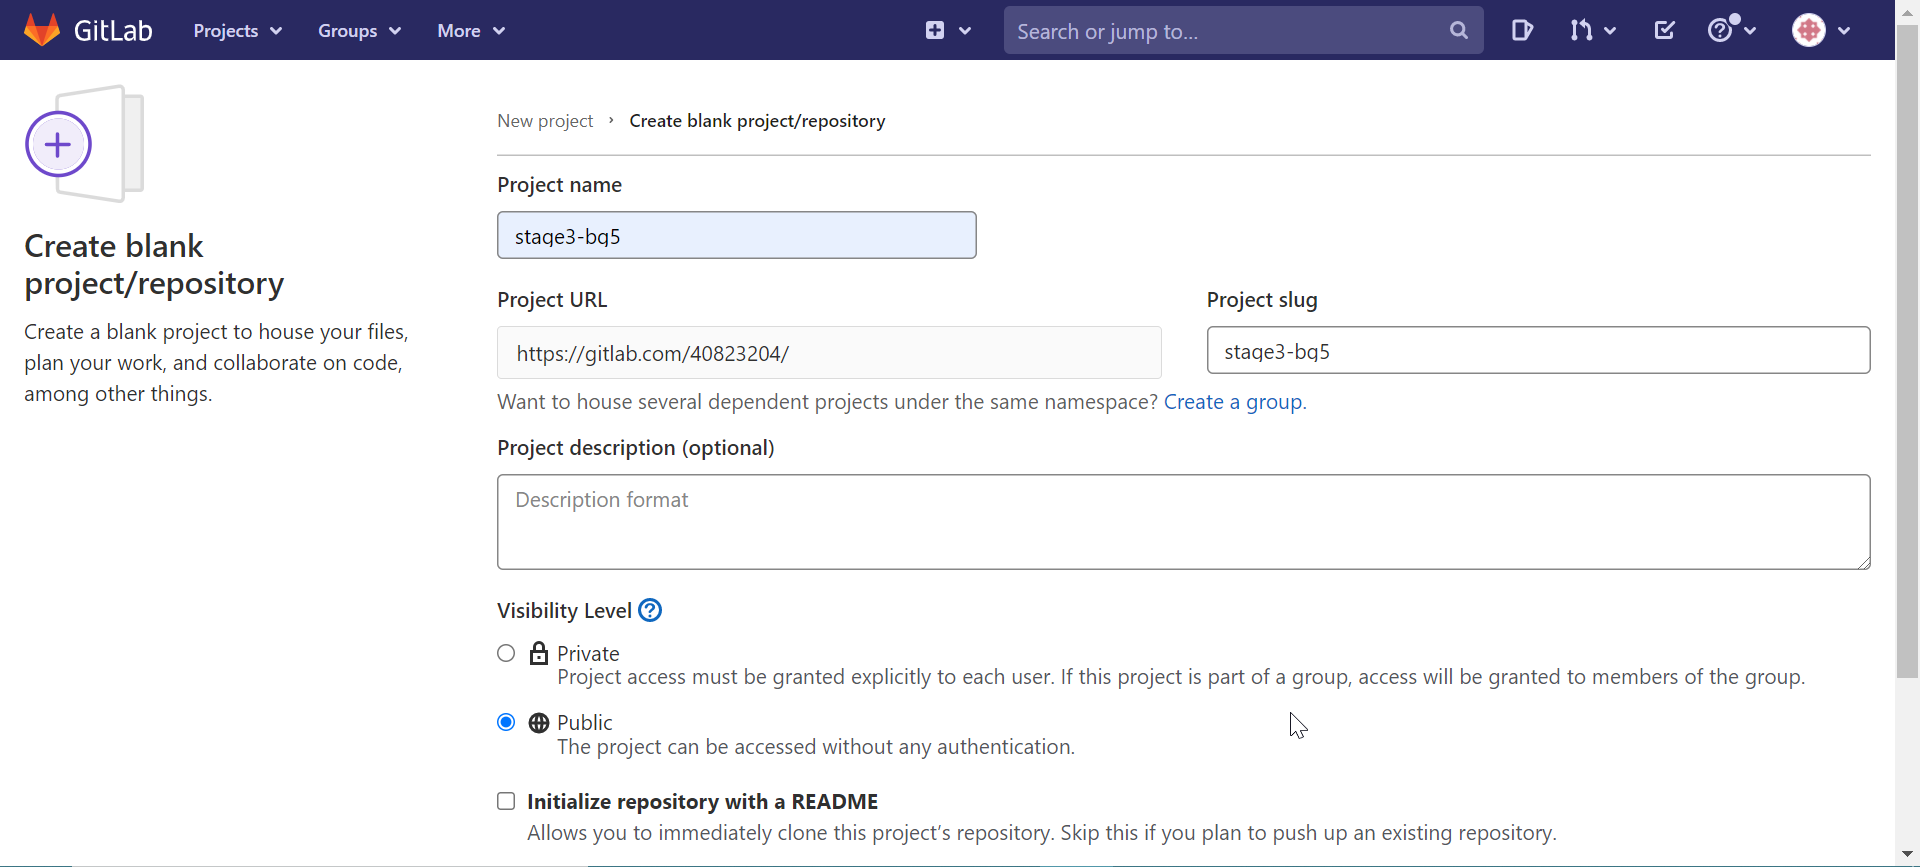 GitLab Projects Groups More Search or jump to...
New project › Create blank project/repository
Create blank
project/repository
Create a blank project to house your files,
plan your work, and collaborate on code,
among other things.
Project name
stage3-bg5
Project URL
Project slug
https://gitlab.com/40823204/
stage3-bg5
Want to house several dependent projects under the same namespace? Create a group.
Project description (optional)
Description format
Visibility Level
Private
Project access must be granted explicitly to each user. If this project is part of a group, access will be granted to members of the group.
Public
The project can be accessed without any authentication.
Initialize repository with a README
Allows you to immediately clone this project’s repository. Skip this if you plan to push up an existing repository.